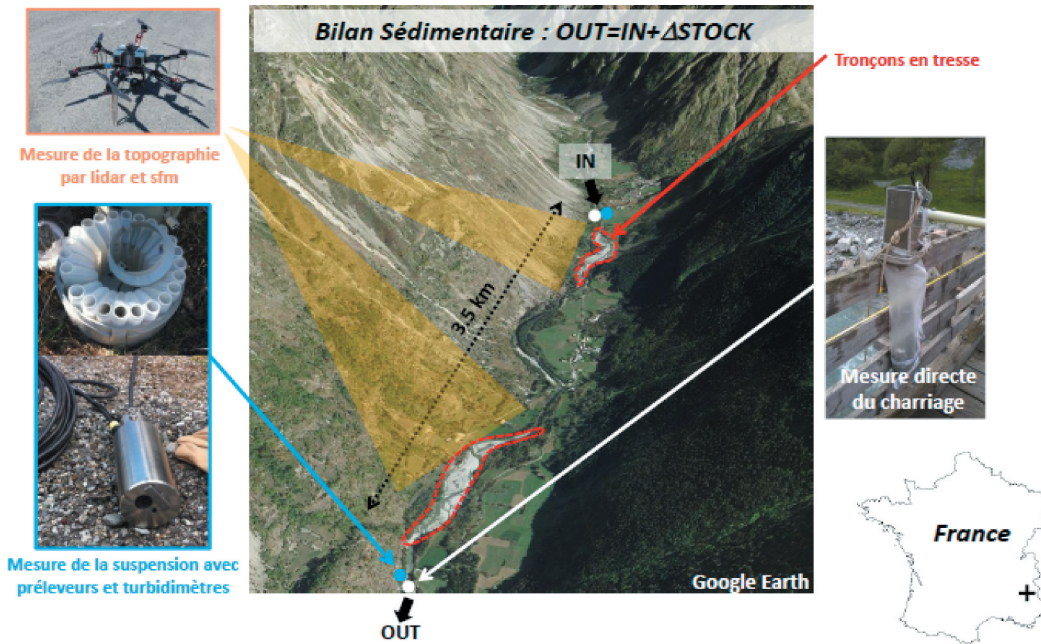 Bilan Sédimentaire : OUT=IN+ΔSTOCK
Tronçons en tresse
Mesure de la topographie
par lidar et sfm
IN
3.5 km
Mesure directe
du charriage
France
+
Mesure de la suspension avec
préleveurs et turbidimètres
Google Earth
OUT